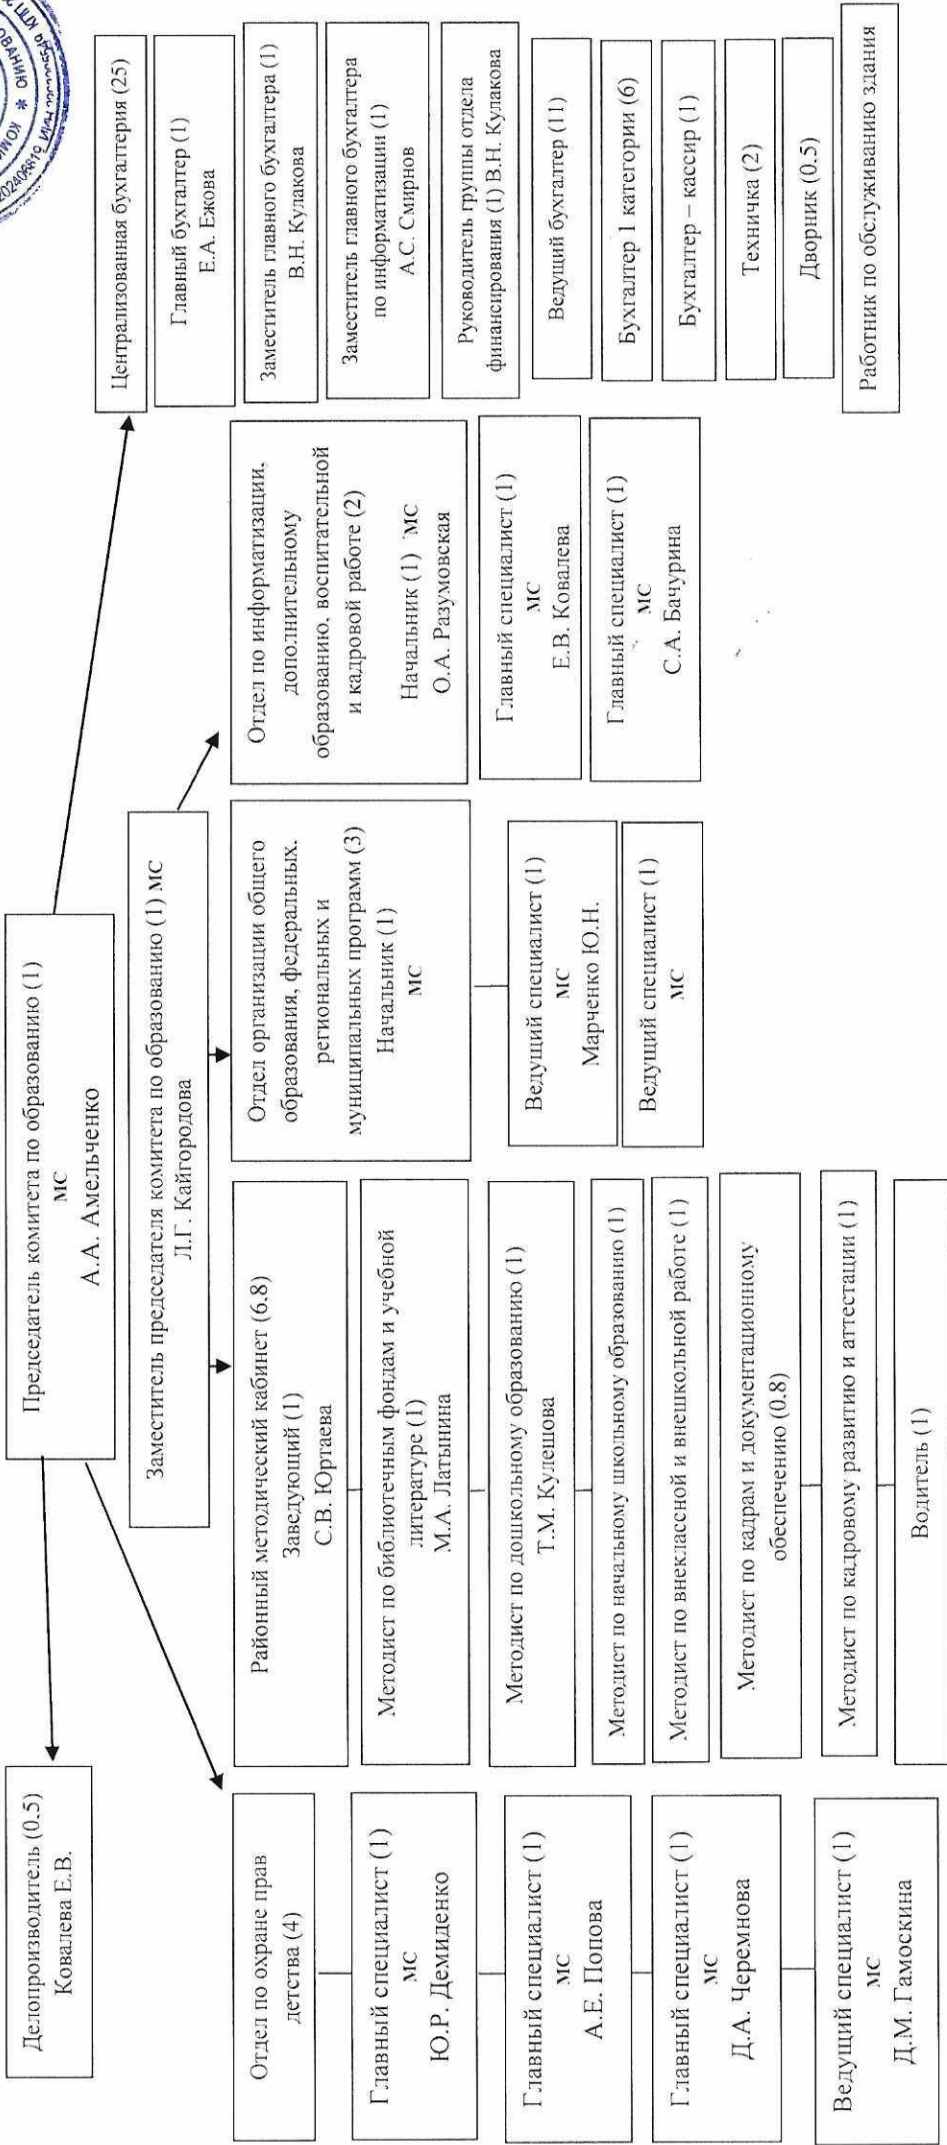 Председатель комитета по образованию (1)
МС
А.А. Амельченко
Делопроизводитель (0.5)
Ковалева Е.В.
Заместитель председателя комитета по образованию (1) МС
Л.Г. Кайгородова
Отдел по охране прав
детства (4)
Главный специалист (1)
МС
Ю.Р. Демиденко
Главный специалист (1)
МС
А.Е. Попова
Главный специалист (1)
МС
Д.А. Черемнова
Ведущий специалист (1)
МС
Д.М. Гамоскина
Районный методический кабинет (6.8)
Заведующий (1)
С.В. Юртаева
Методист по библиотечным фондам и учебной
литературе (1)
М.А. Латынина
Методист по дошкольному образованию (1)
Т.М. Кулешова
Методист по начальному школьному образованию (1)
Методист по внеклассной и внешкольной работе (1)
Методист по кадрам и документационному
обеспечению (0.8)
Методист по кадровому развитию и аттестации (1)
Водитель (1)
Отдел организации общего
образования, федеральных,
региональных и
муниципальных программ (3)
Начальник (1)
МС
Ведущий специалист (1)
МС
Марченко Ю.Н.
Ведущий специалист (1)
МС
Отдел по информатизации,
дополнительному
образованию, воспитательной
и кадровой работе (2)
Начальник (1) МС
О.А. Разумовская
Главный специалист (1)
МС
Е.В. Ковалева
Главный специалист (1)
МС
С.А. Бачурина
Централизованная бухгалтерия (25)
Главный бухгалтер (1)
Е.А. Ежова
Заместитель главного бухгалтера (1)
В.Н. Кулакова
Заместитель главного бухгалтера
по информатизации (1)
А.С. Смирнов
Руководитель группы отдела
финансирования (1) В.Н. Кулакова
Ведущий бухгалтер (11)
Бухгалтер 1 категории (6)
Бухгалтер – кассир (1)
Техничка (2)
Дворник (0.5)
Работник по обслуживанию здания